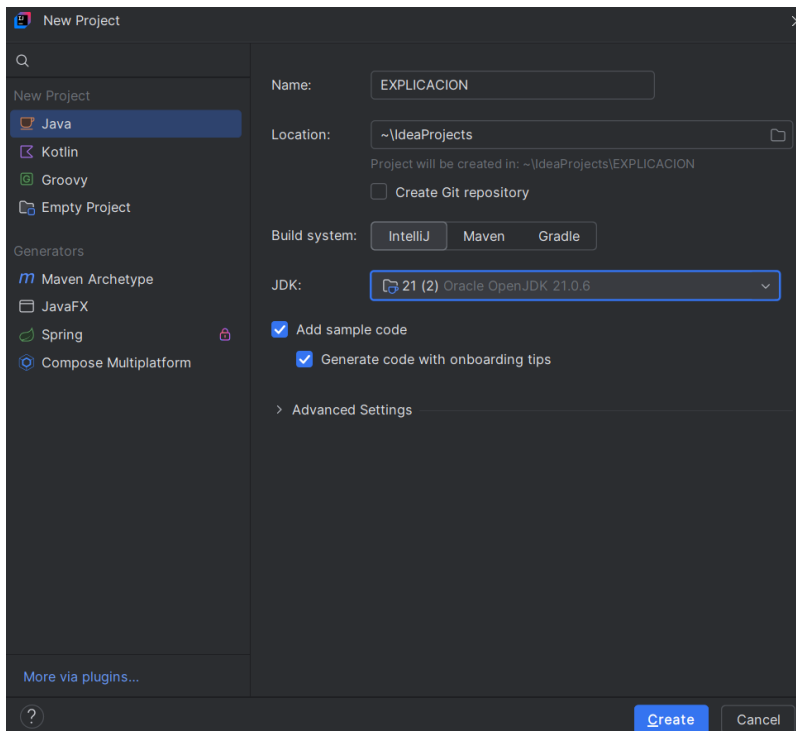 New Project
New Project
Java
Kotlin
Groovy
Empty Project
Generators
Maven Archetype
JavaFX
Spring
Compose Multiplatform
More via plugins...
Name: EXPLICACION
Location: ~\IdeaProjects
Project will be created in: ~\IdeaProjects\EXPLICACION
Create Git repository
Build system: IntelliJ Maven Gradle
JDK: 21 (2) Oracle OpenJDK 21.0.6
Add sample code
Generate code with onboarding tips
Advanced Settings
? Create Cancel